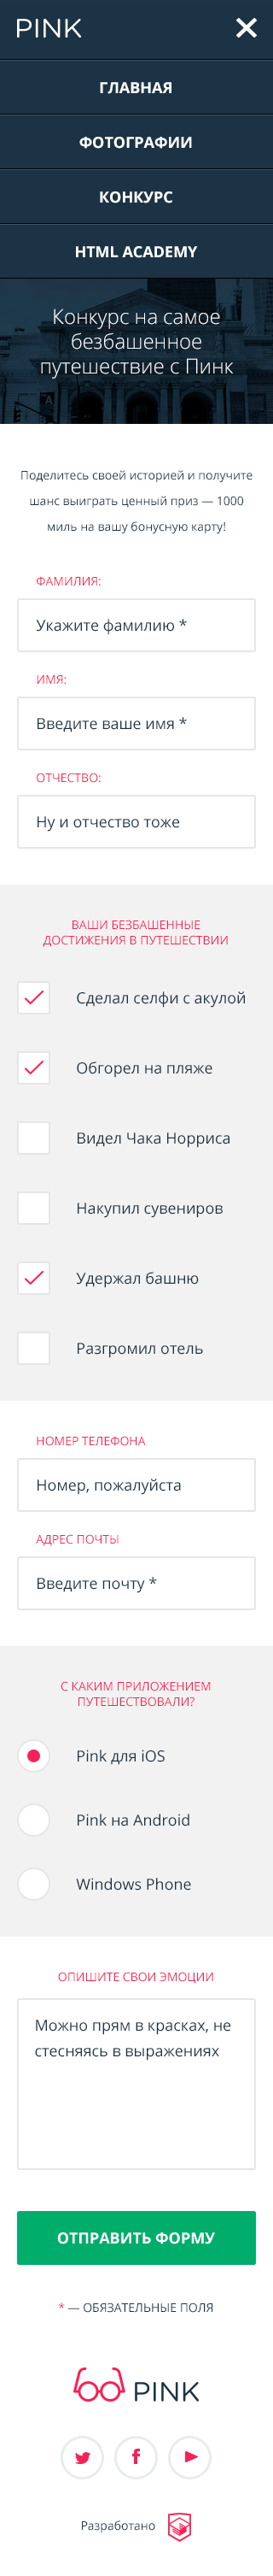 PINK
ГЛАВНАЯ
ФОТОГРАФИИ
КОНКУРС
HTML ACADEMY
Конкурс на самое
безбашенное
путешествие с Пинк
Поделитесь своей историей и получите
шанс выиграть ценный приз — 1000
миль на вашу бонусную карту!
ФАМИЛИЯ:
Укажите фамилию *
ИМЯ:
Введите ваше имя *
ОТЧЕСТВО:
Ну и отчество тоже
ВАШИ БЕЗБАШЕННЫЕ
ДОСТИЖЕНИЯ В ПУТЕШЕСТВИИ
Сделал селфи с акулой
Обгорел на пляже
Видел Чака Норриса
Накупил сувениров
Удержал башню
Разгромил отель
НОМЕР ТЕЛЕФОНА
Номер, пожалуйста
АДРЕС ПОЧТЫ
Введите почту *
С КАКИМ ПРИЛОЖЕНИЕМ
ПУТЕШЕСТВОВАЛИ?
Pink для iOS
Pink на Android
Windows Phone
ОПИШИТЕ СВОИ ЭМОЦИИ
Можно прям в красках, не
стесняясь в выражениях
ОТПРАВИТЬ ФОРМУ
* — ОБЯЗАТЕЛЬНЫЕ ПОЛЯ
PINK
Разработано